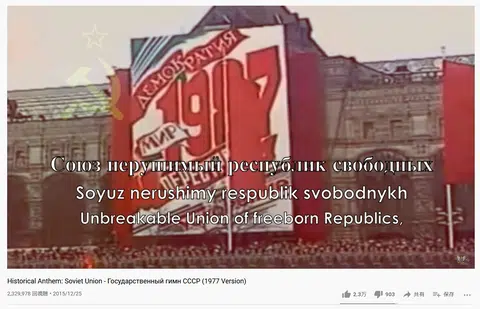 ДЕМОКРАТИЯ
1917
МИР
Союз нерушимый республик свободных
Soyuz nerushimy respublik svobodnykh
Unbreakable Union of freeborn Republics,
Historical Anthem: Soviet Union - Государственный гимн СССР (1977 Version)
2,329,978 回視聴 • 2015/12/25
2.3万
903
共有
保存